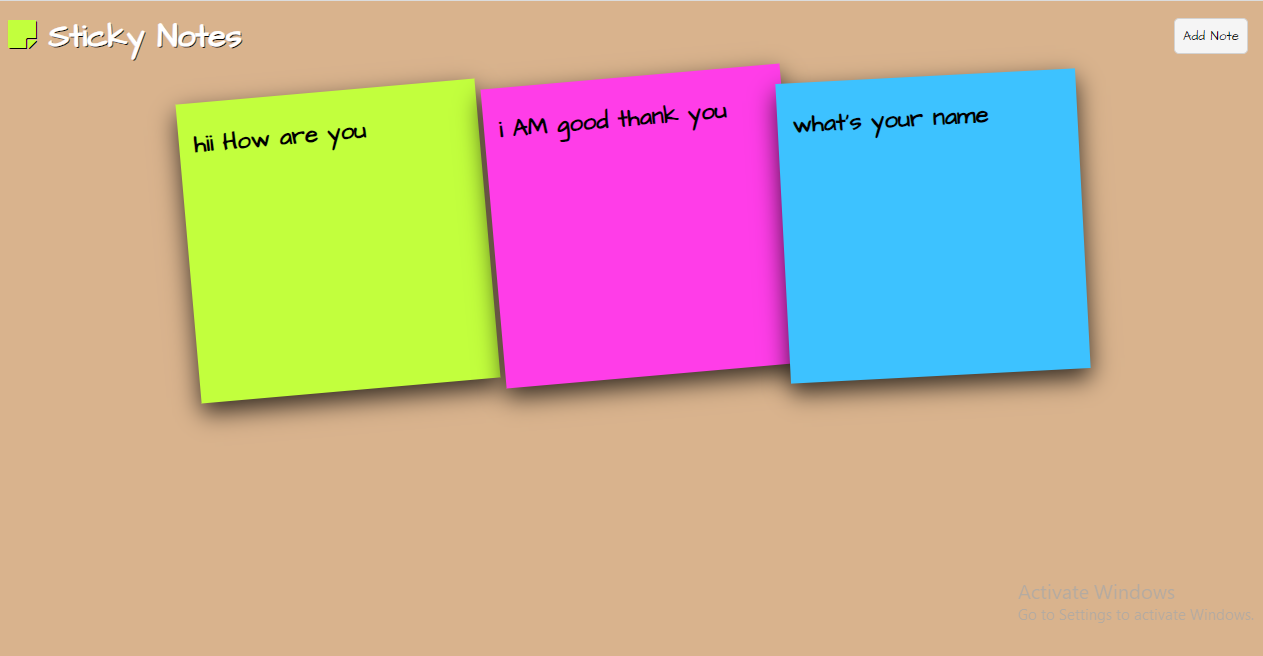 Sticky Notes
Add Note
hii How are you
i AM good thank you
what's your name
Activate Windows
Go to Settings to activate Windows.